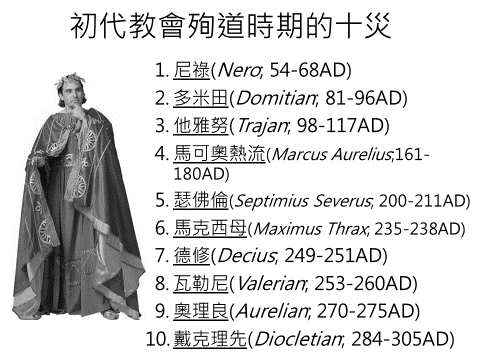 初代教會殉道時期的十災
1. 尼祿(Nero; 54-68AD)
2. 多米田(Domitian; 81-96AD)
3. 他雅努(Trajan; 98-117AD)
4. 馬可奧熱流(Marcus Aurelius;161-
180AD)
5. 瑟佛倫(Septimius Severus; 200-211AD)
6. 馬克西母(Maximus Thrax; 235-238AD)
7. 德修(Decius; 249-251AD)
8. 瓦勒尼(Valerian; 253-260AD)
9. 奧理良(Aurelian; 270-275AD)
10. 戴克理先(Diocletian; 284-305AD)